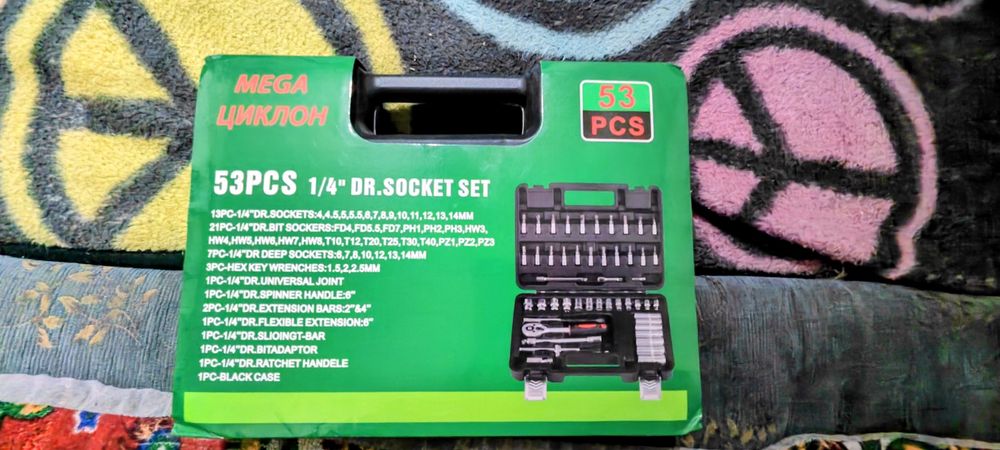 MEGA
ЦИКЛОН
53
PCS
53PCS 1/4" DR.SOCKET SET
13PC-1/4"DR.SOCKETS:4,4.5,5,5.5,6,7,8,9,10,11,12,13,14MM
21PC-1/4"DR.BIT SOCKERS:FD4,FD5.5,FD7,PH1,PH2,PH3,HW3,
HW4,HW5,HW6,HW7,HW8,T10,T12,T20,T25,T30,T40,PZ1,PZ2,PZ3
7PC-1/4"DR DEEP SOCKETS:6,7,8,10,12,13,14MM
3PC-HEX KEY WRENCHES:1.5,2,2.5MM
1PC-1/4"DR.UNIVERSAL JOINT
1PC-1/4"DR.SPINNER HANDLE:6"
2PC-1/4"DR.EXTENSION BARS:2"&4"
1PC-1/4"DR.FLEXIBLE EXTENSION:6"
1PC-1/4"DR.SLIOINGT-BAR
1PC-1/4"DR.BITADAPTOR
1PC-1/4"DR.RATCHET HANDELE
1PC-BLACK CASE